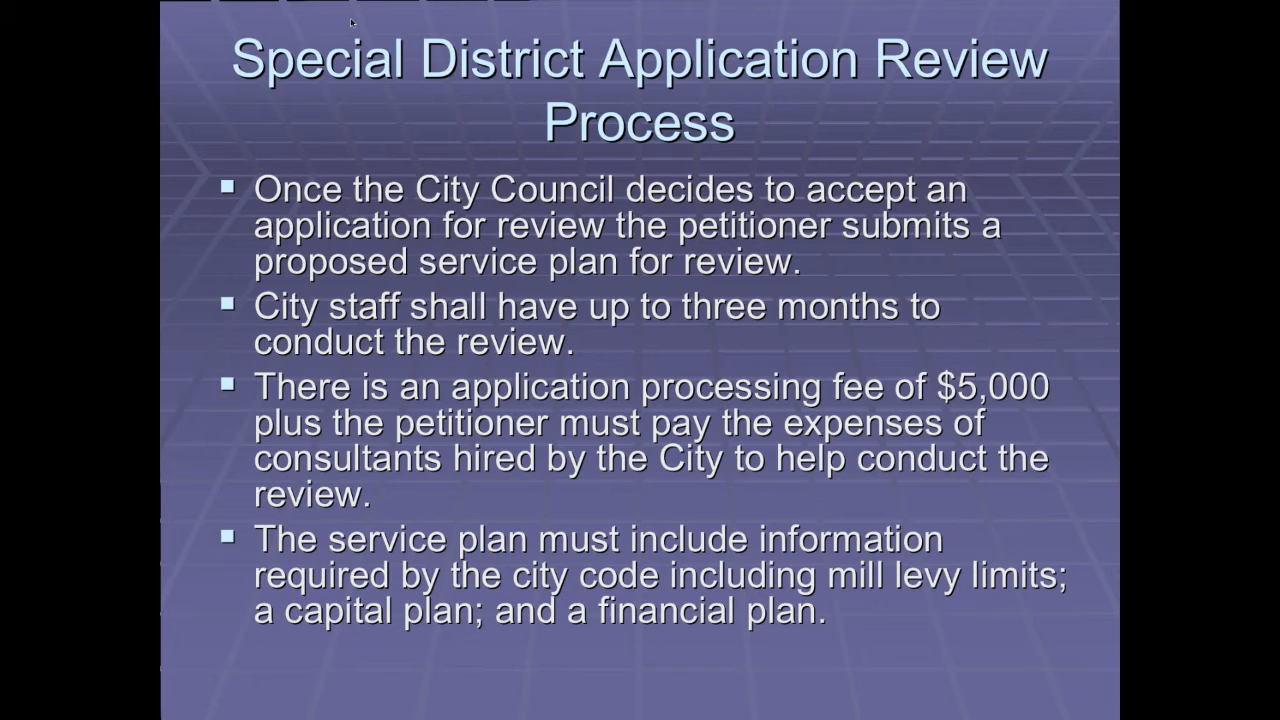 Special District Application Review
Process
Once the City Council decides to accept an
application for review the petitioner submits a
proposed service plan for review.
City staff shall have up to three months to
conduct the review.
There is an application processing fee of $5,000
plus the petitioner must pay the expenses of
consultants hired by the City to help conduct the
review.
The service plan must include information
required by the city code including mill levy limits;
a capital plan; and a financial plan.